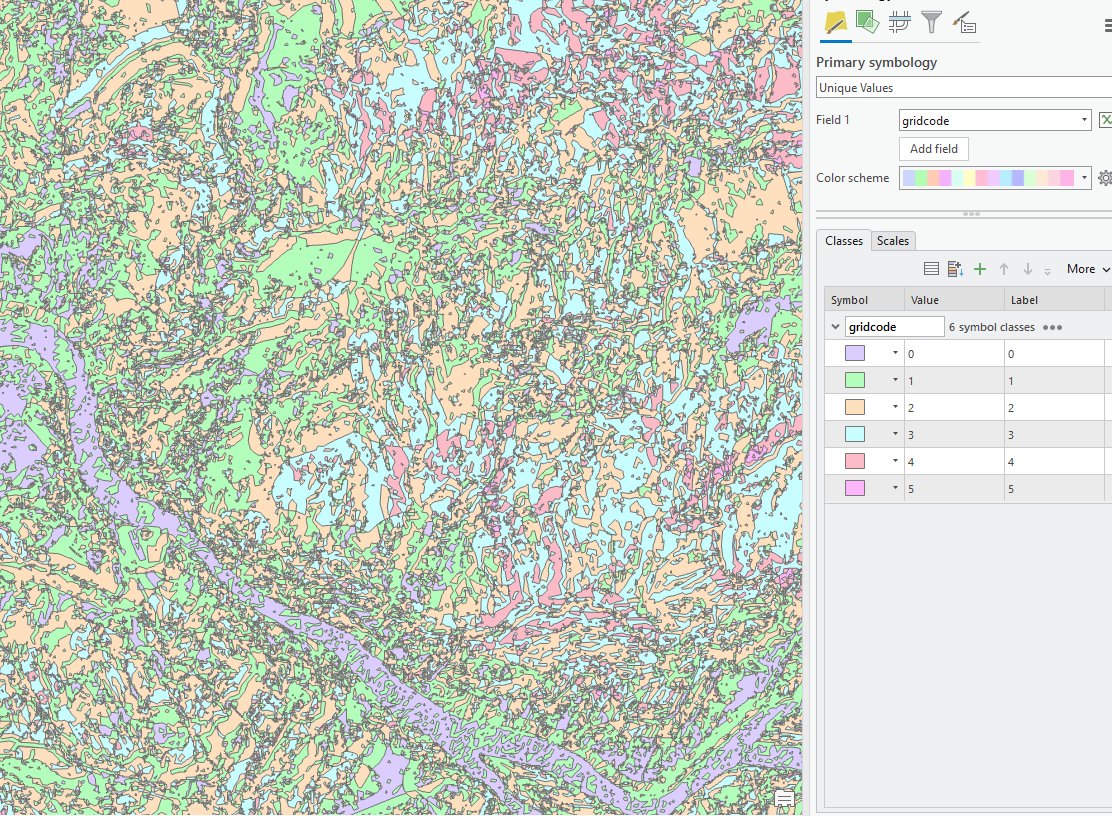 Primary symbology
Unique Values
Field 1 gridcode
Add field
Color scheme
Classes Scales
More
Symbol Value Label
gridcode 6 symbol classes
0 0
1 1
2 2
3 3
4 4
5 5